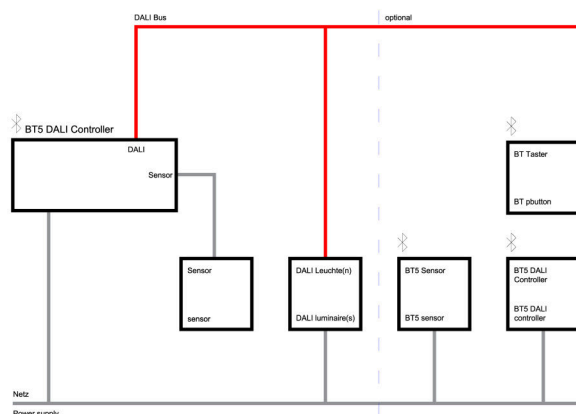 DALI Bus
optional
BT5 DALI Controller
DALI
Sensor
BT Taster
BT pbutton
Sensor
sensor
DALI Leuchte(n)
DALI luminaire(s)
BT5 Sensor
BT5 sensor
BT5 DALI
Controller
BT5 DALI
controller
Netz
Power supply